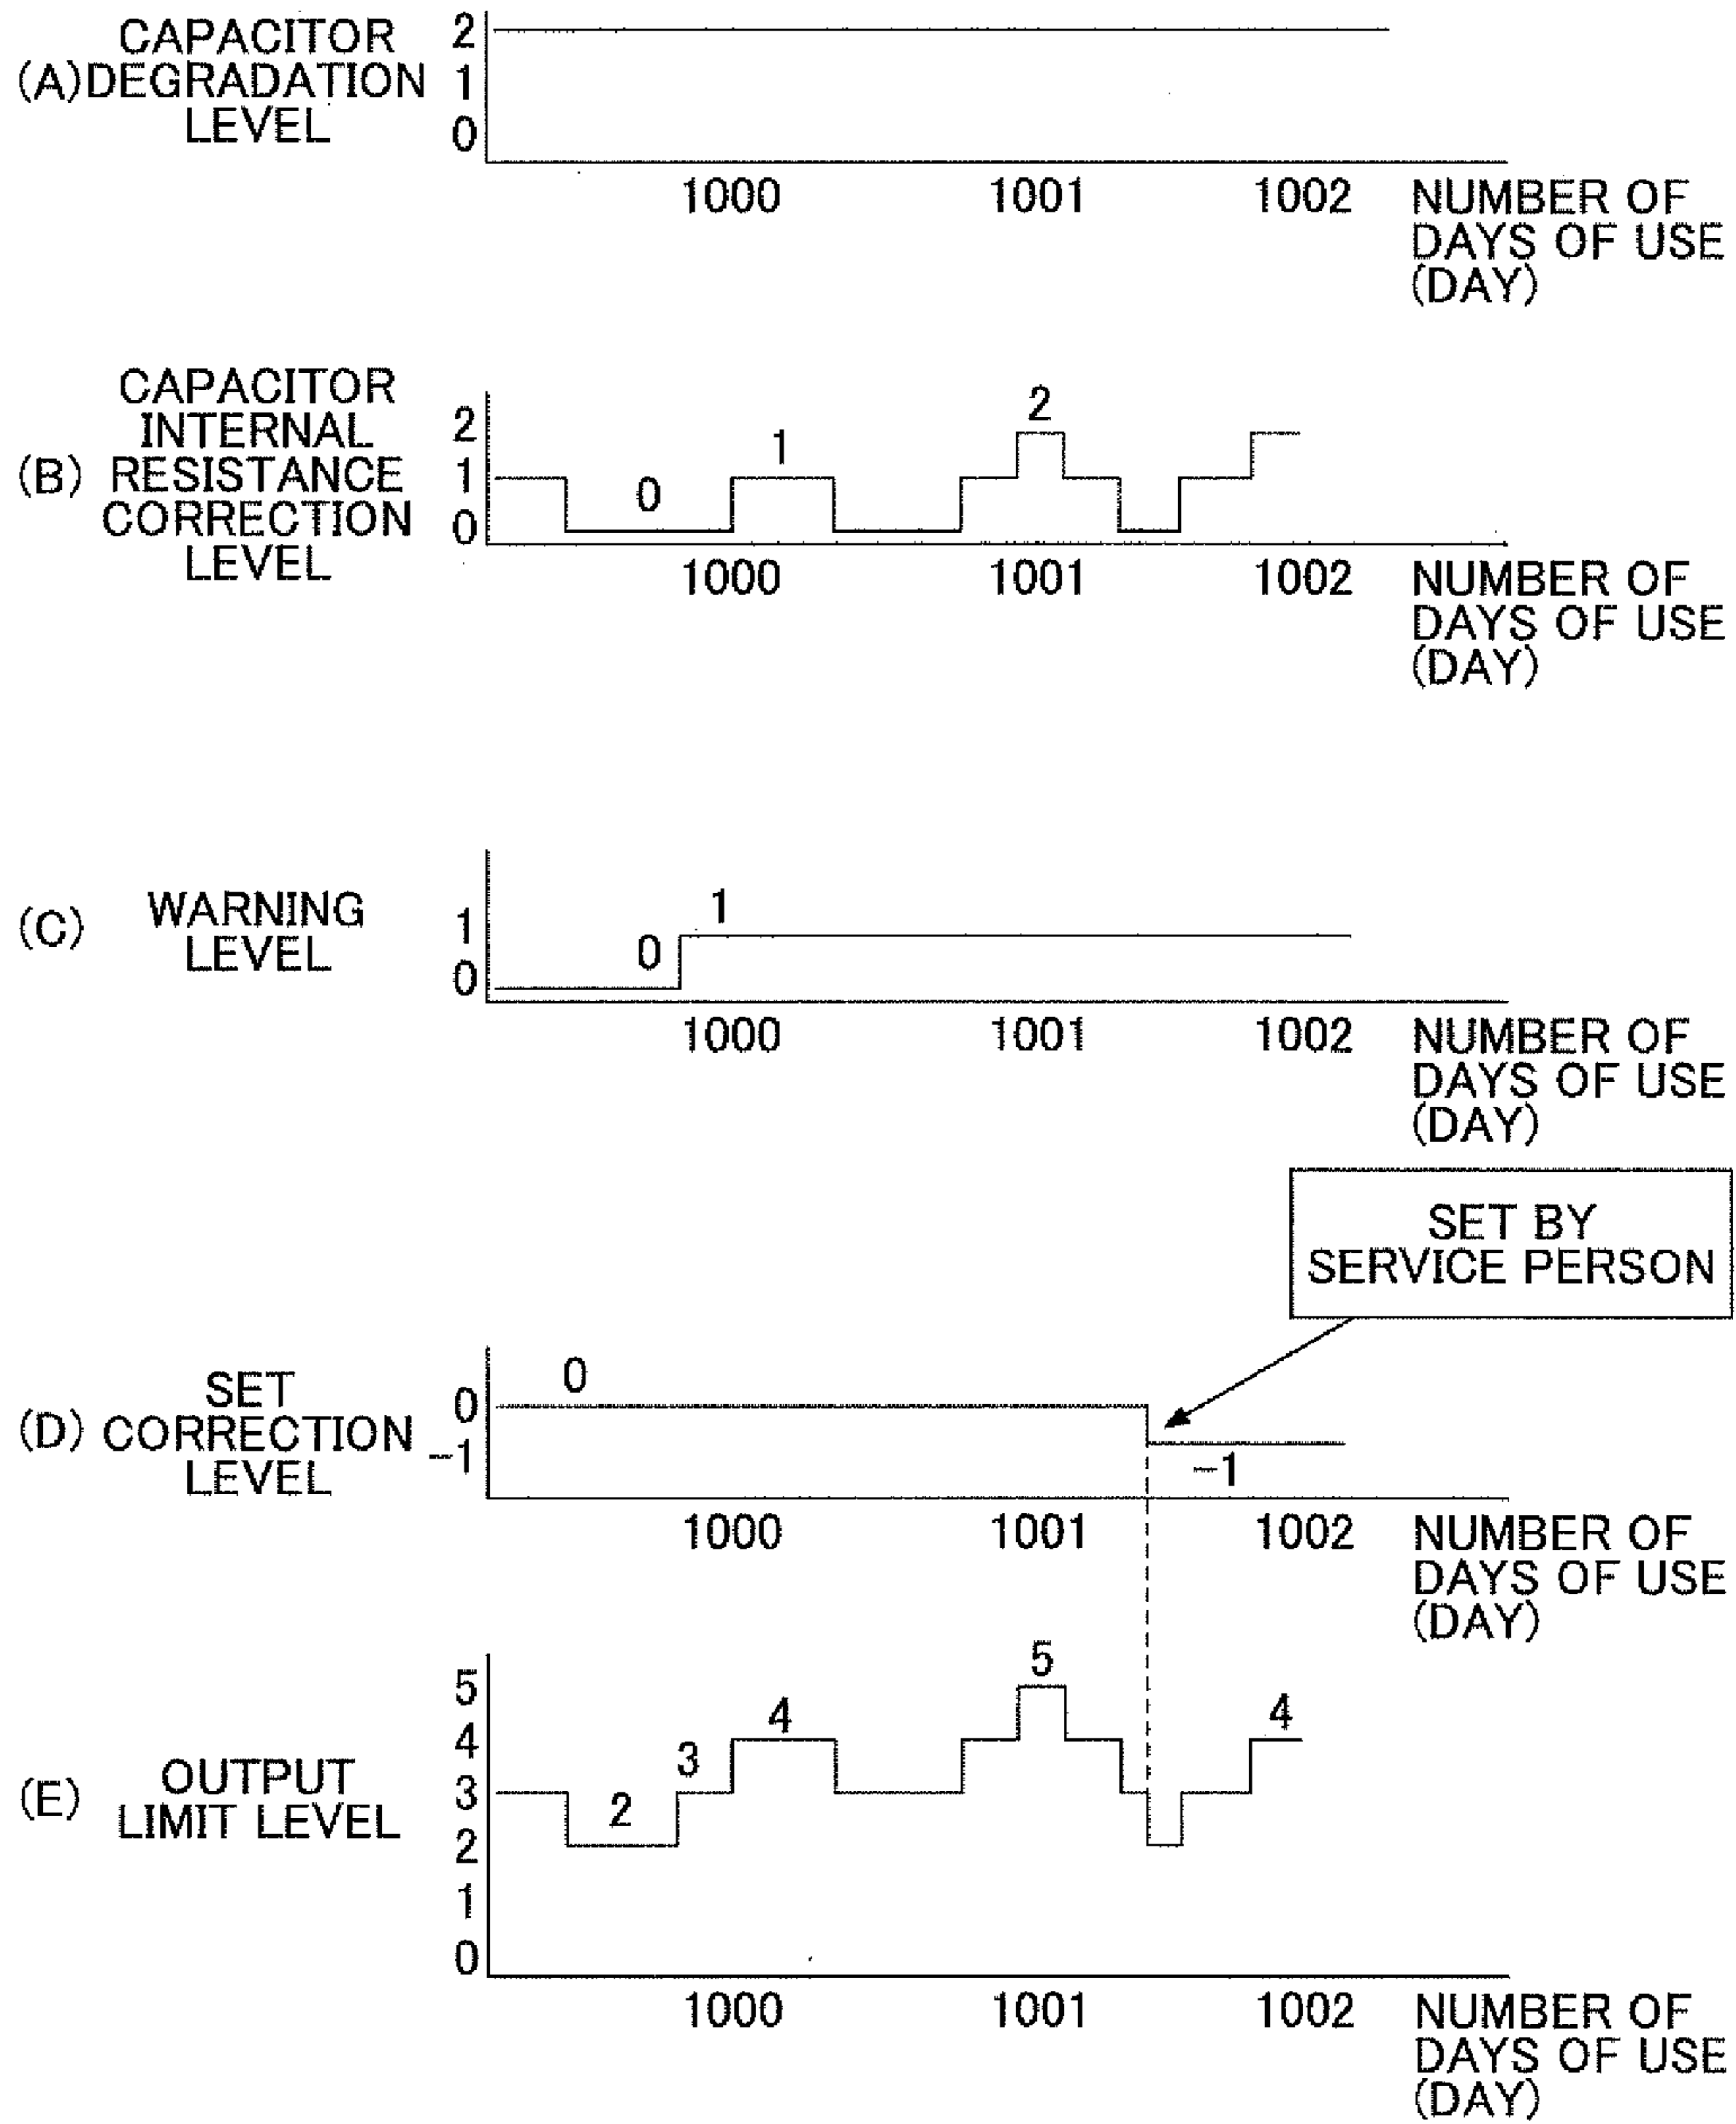 CAPACITOR
(A)DEGRADATION
LEVEL
2
1
0
1000 1001 1002
NUMBER OF
DAYS OF USE
(DAY)
CAPACITOR
INTERNAL
(B) RESISTANCE
CORRECTION
LEVEL
2
1
0
0
1
2
1000 1001 1002
NUMBER OF
DAYS OF USE
(DAY)
(C) WARNING
LEVEL
1
0
0
1
1000 1001 1002
NUMBER OF
DAYS OF USE
(DAY)
SET BY
SERVICE PERSON
SET
(D) CORRECTION
LEVEL
0
-1
0
-1
1000 1001 1002
NUMBER OF
DAYS OF USE
(DAY)
(E) OUTPUT
LIMIT LEVEL
5
4
3
2
1
0
2
3
4
5
4
1000 1001 1002
NUMBER OF
DAYS OF USE
(DAY)